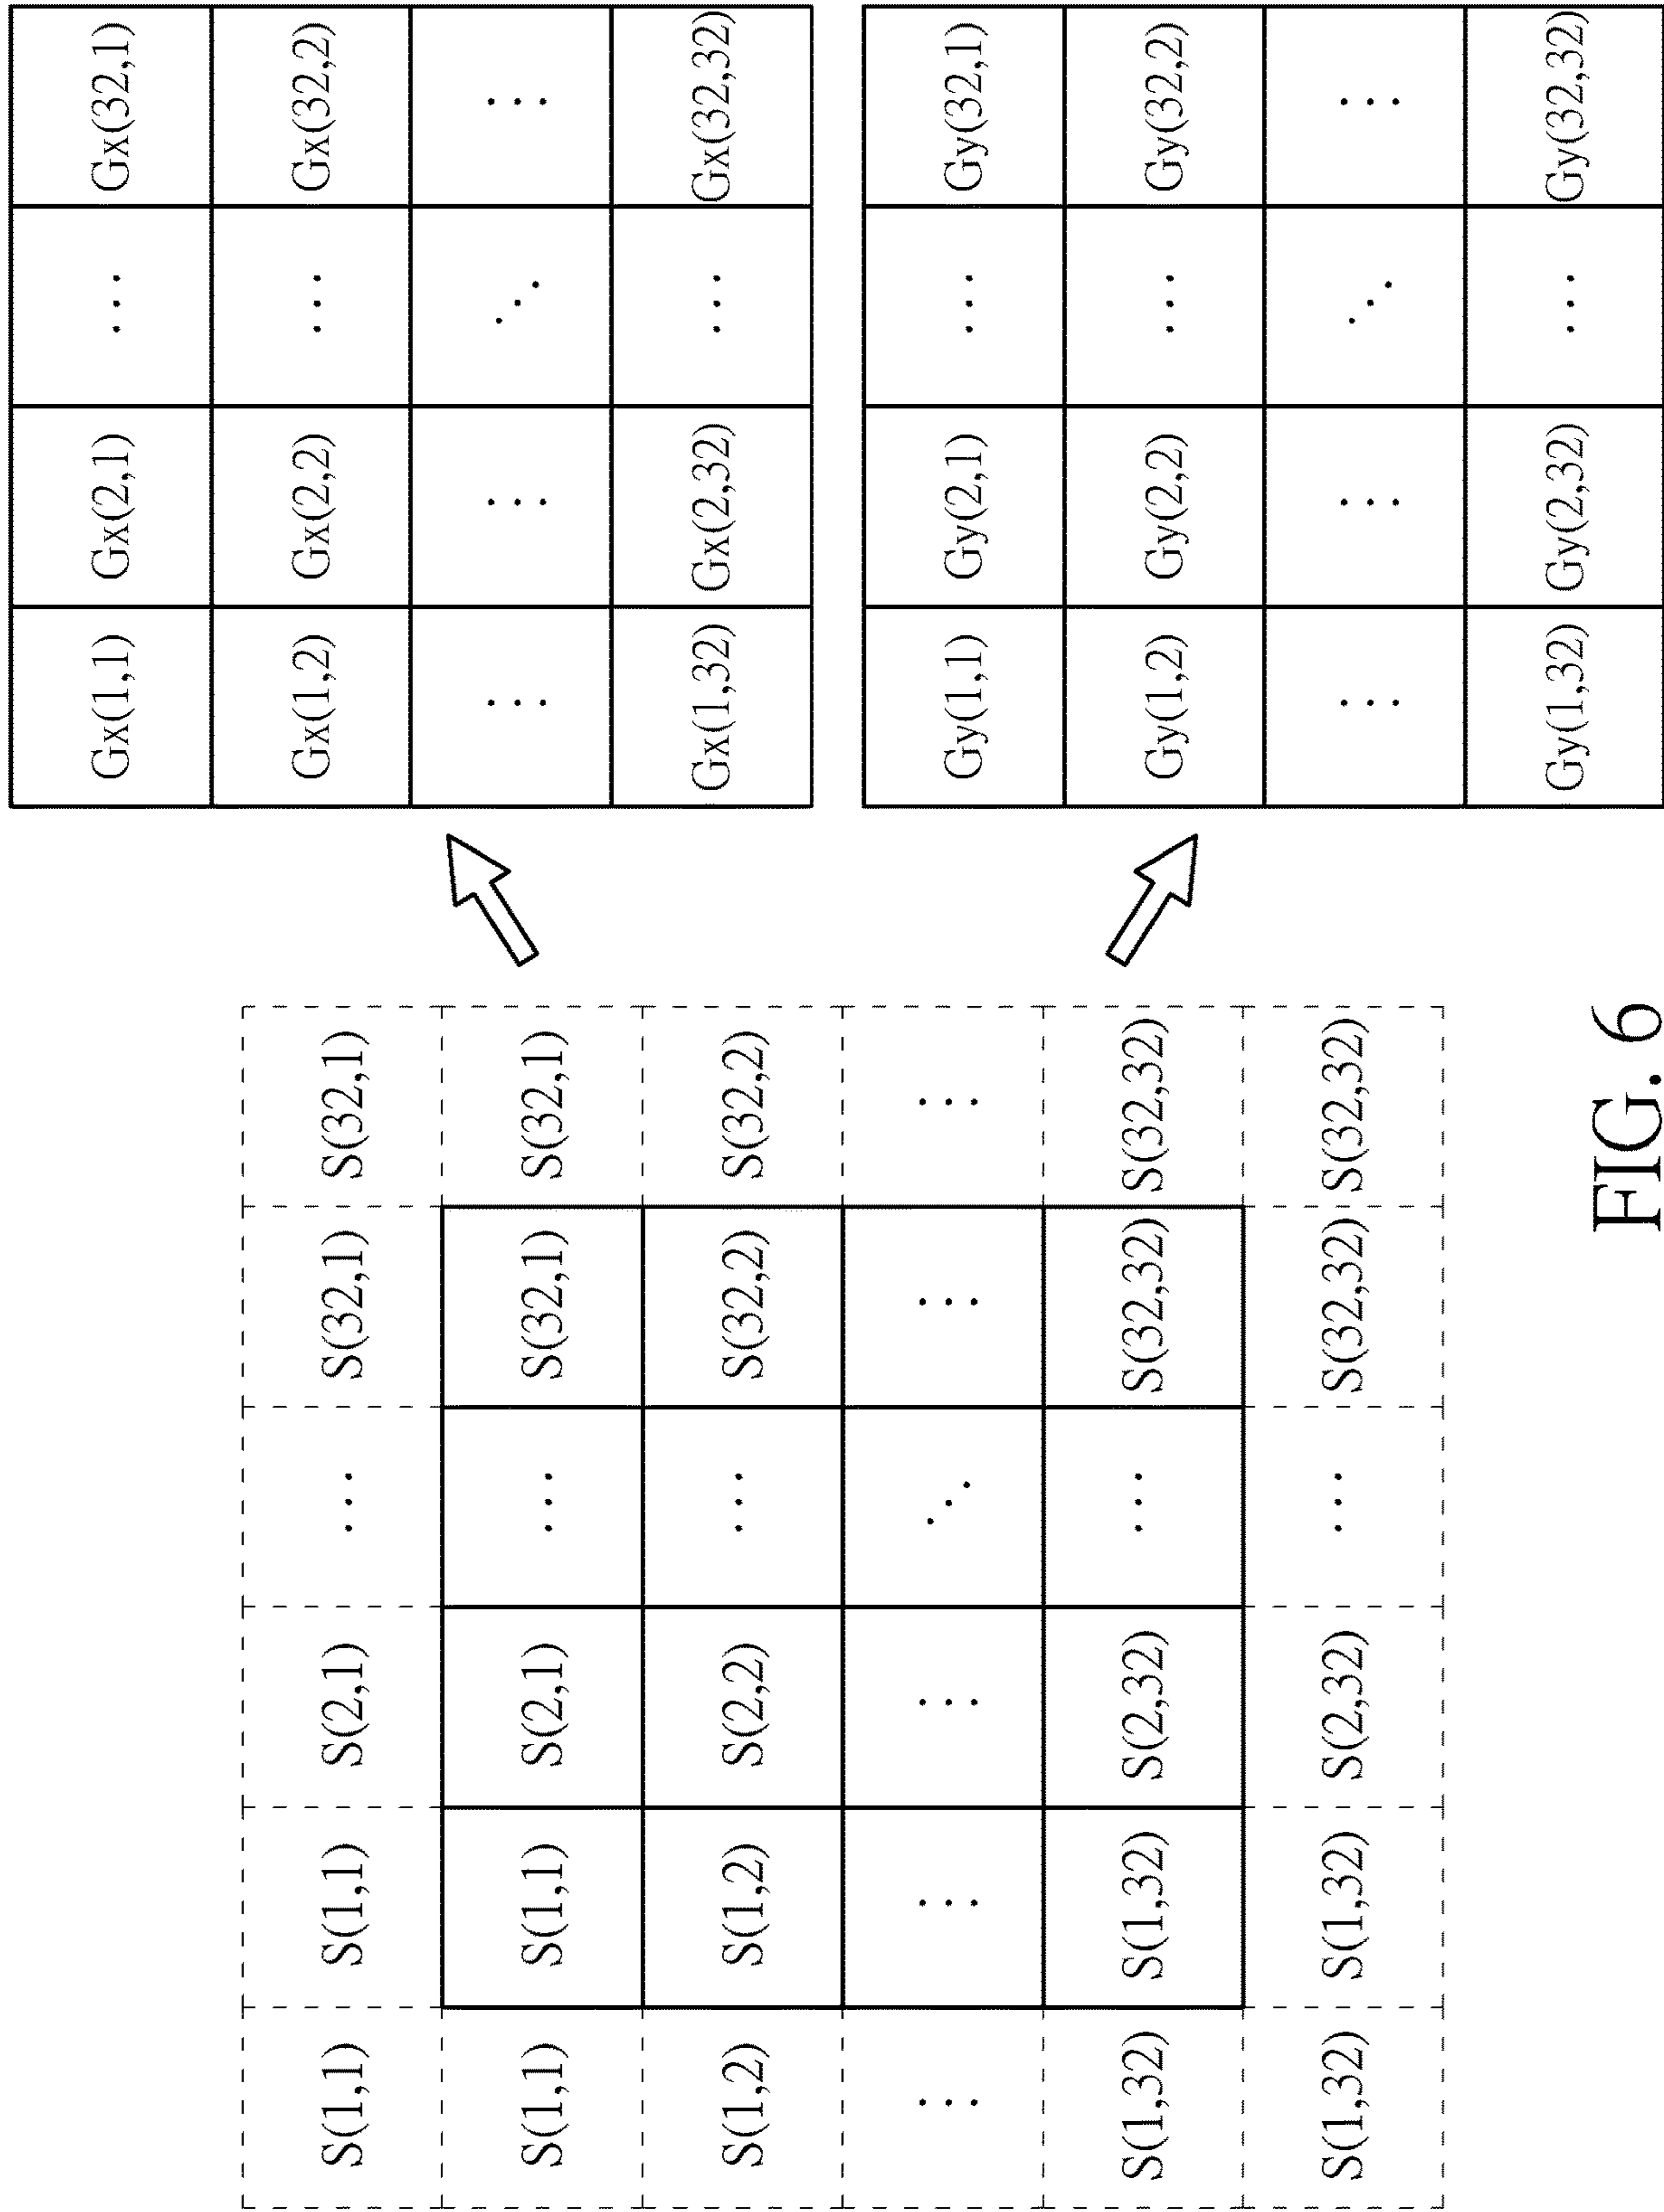 S(1,1) S(1,1) S(2,1) ⋯ S(32,1) S(32,1)
S(1,1) S(1,1) S(2,1) ⋯ S(32,1) S(32,1)
S(1,2) S(1,2) S(2,2) ⋯ S(32,2) S(32,2)
⋮ ⋮ ⋮ ⋱ ⋮ ⋮
S(1,32) S(1,32) S(2,32) ⋯ S(32,32) S(32,32)
S(1,32) S(1,32) S(2,32) ⋯ S(32,32) S(32,32)
Gx(1,1) Gx(2,1) ⋯ Gx(32,1)
Gx(1,2) Gx(2,2) ⋯ Gx(32,2)
⋮ ⋮ ⋱ ⋮
Gx(1,32) Gx(2,32) ⋯ Gx(32,32)
Gy(1,1) Gy(2,1) ⋯ Gy(32,1)
Gy(1,2) Gy(2,2) ⋯ Gy(32,2)
⋮ ⋮ ⋱ ⋮
Gy(1,32) Gy(2,32) ⋯ Gy(32,32)
FIG. 6